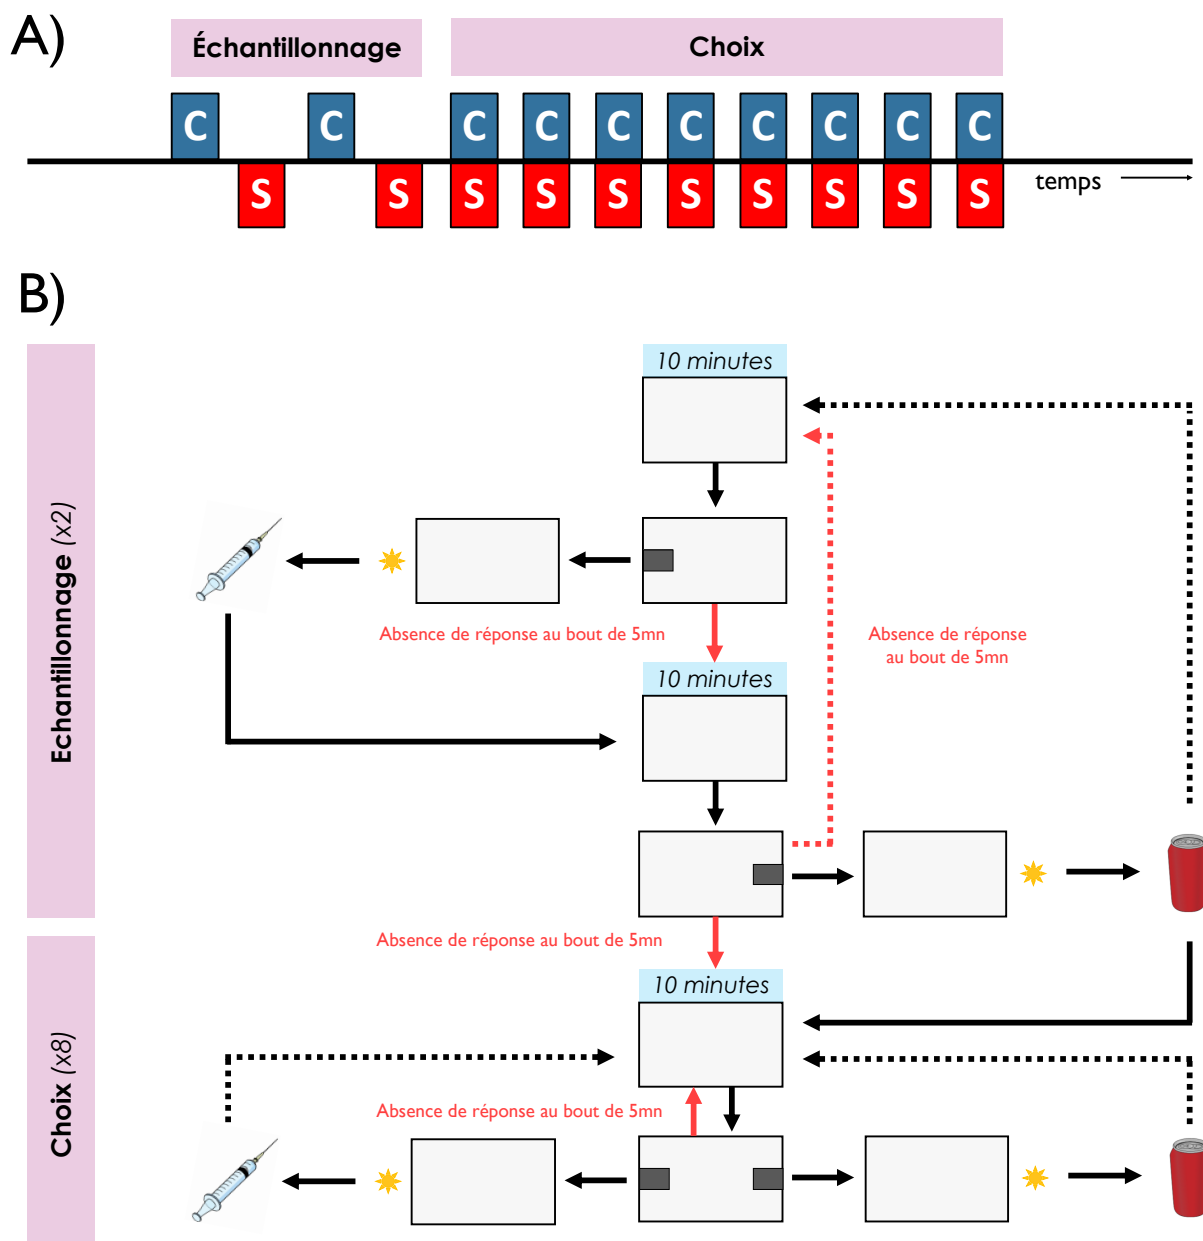 A)
Échantillonnage
Choix
C C C C C C C C C C
S S S S S S S S S S
temps
B)
Echantillonnage (x2)
10 minutes
Absence de réponse au bout de 5mn
Absence de réponse
au bout de 5mn
10 minutes
Absence de réponse au bout de 5mn
Choix (x8)
10 minutes
Absence de réponse au bout de 5mn